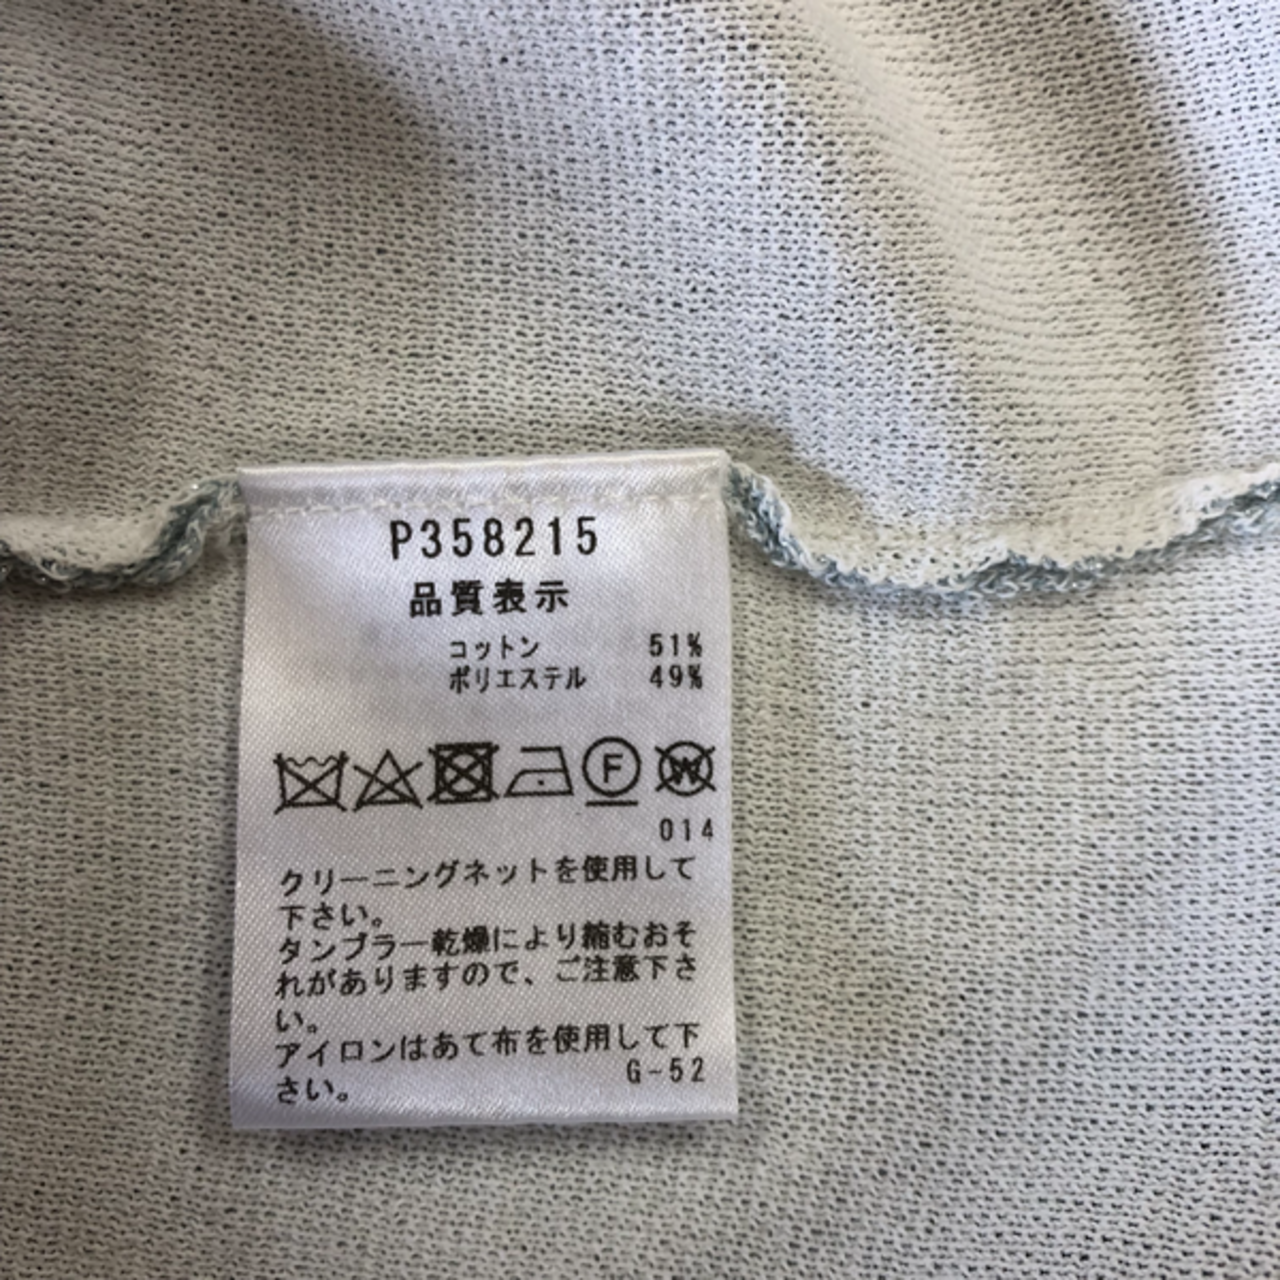 P358215
品質表示
コットン 51%
ポリエステル 49%
F W
014
クリーニングネットを使用して
下さい。
タンブラー乾燥により縮むおそ
れがありますので、ご注意下さ
い。
アイロンはあて布を使用して下
さい。 G-52